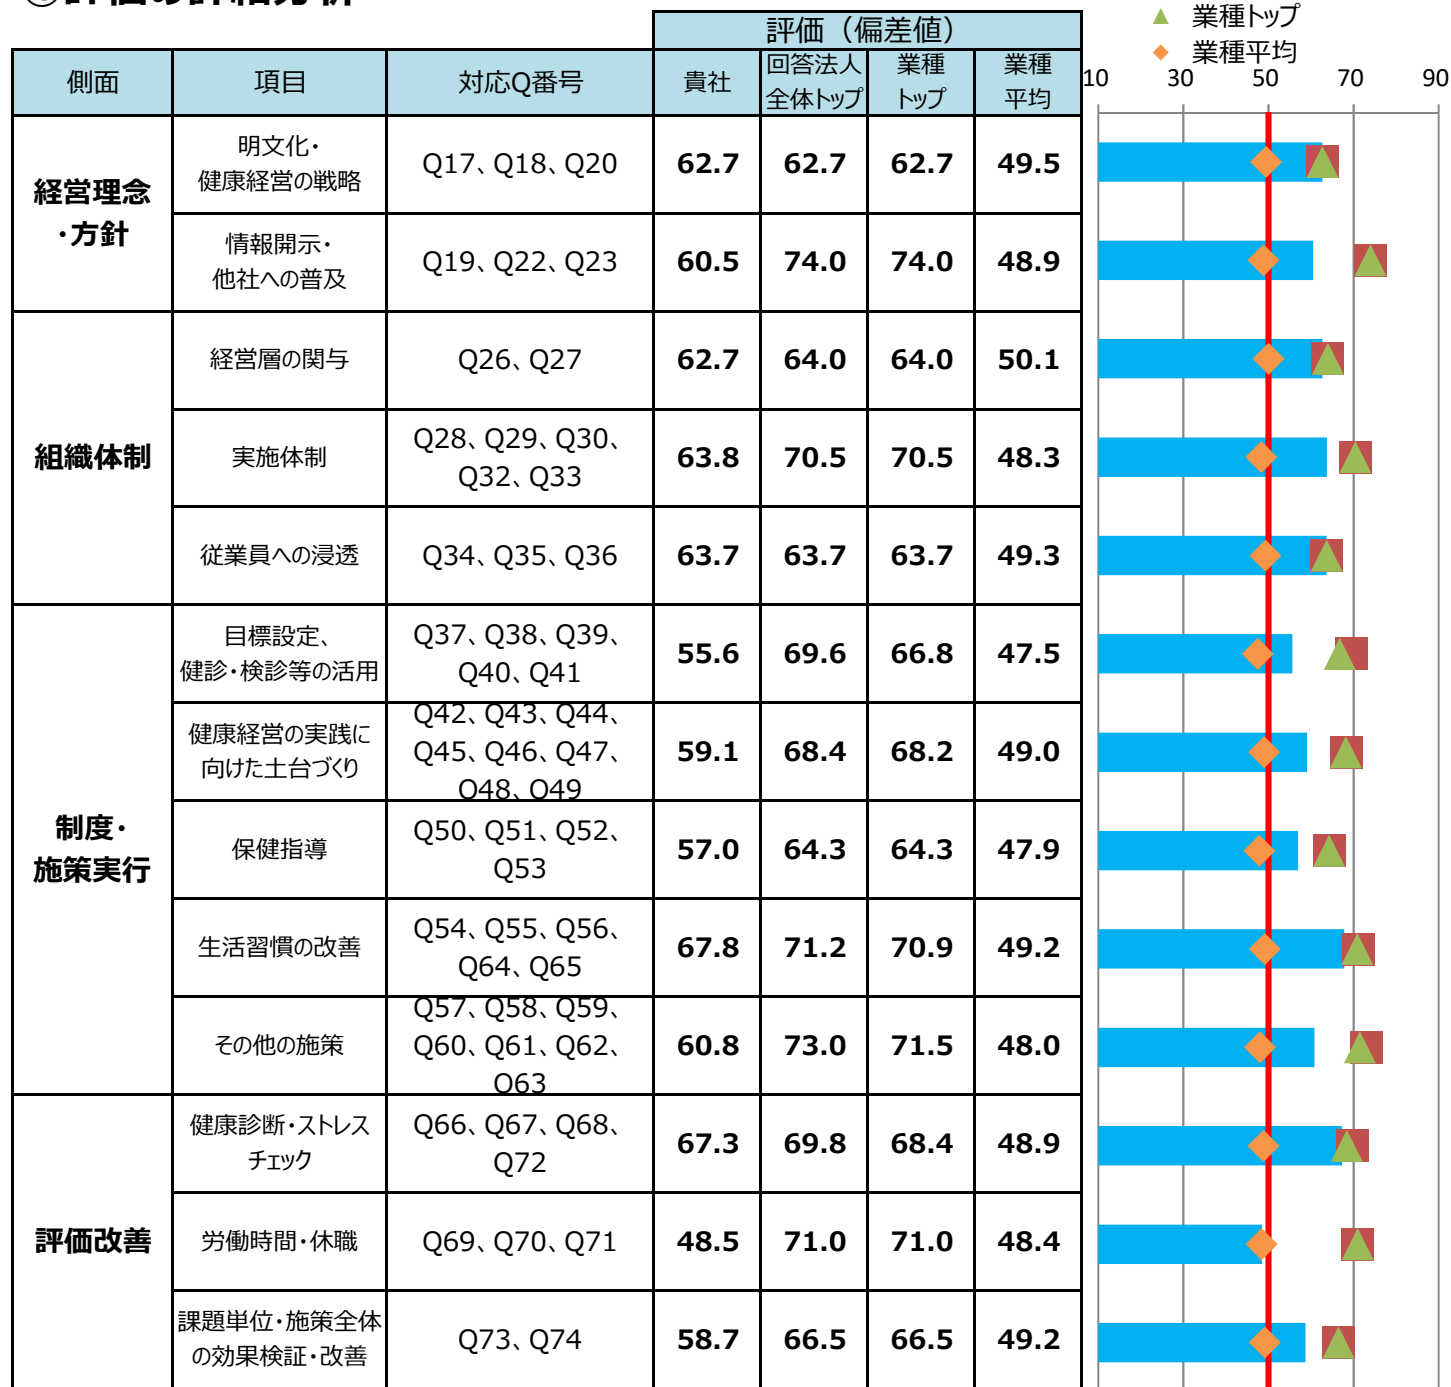 評価（偏差値）
▲ 業種トップ
◆ 業種平均
側面 項目 対応Q番号 貴社 回答法人 業種 業種
全体トップ トップ 平均
10 30 50 70 90
経営理念
・方針
明文化・
健康経営の戦略
Q17、Q18、Q20 62.7 62.7 62.7 49.5
情報開示・
他社への普及
Q19、Q22、Q23 60.5 74.0 74.0 48.9
組織体制
経営層の関与 Q26、Q27 62.7 64.0 64.0 50.1
実施体制
Q28、Q29、Q30、
Q32、Q33
63.8 70.5 70.5 48.3
従業員への浸透 Q34、Q35、Q36 63.7 63.7 63.7 49.3
制度・
施策実行
目標設定、
健診・検診等の活用
Q37、Q38、Q39、
Q40、Q41
55.6 69.6 66.8 47.5
健康経営の実践に
向けた土台づくり
Q42、Q43、Q44、
Q45、Q46、Q47、
Q48、Q49
59.1 68.4 68.2 49.0
保健指導
Q50、Q51、Q52、
Q53
57.0 64.3 64.3 47.9
生活習慣の改善
Q54、Q55、Q56、
Q64、Q65
67.8 71.2 70.9 49.2
その他の施策
Q57、Q58、Q59、
Q60、Q61、Q62、
Q63
60.8 73.0 71.5 48.0
評価改善
健康診断・ストレス
チェック
Q66、Q67、Q68、
Q72
67.3 69.8 68.4 48.9
労働時間・休職 Q69、Q70、Q71 48.5 71.0 71.0 48.4
課題単位・施策全体
の効果検証・改善
Q73、Q74 58.7 66.5 66.5 49.2